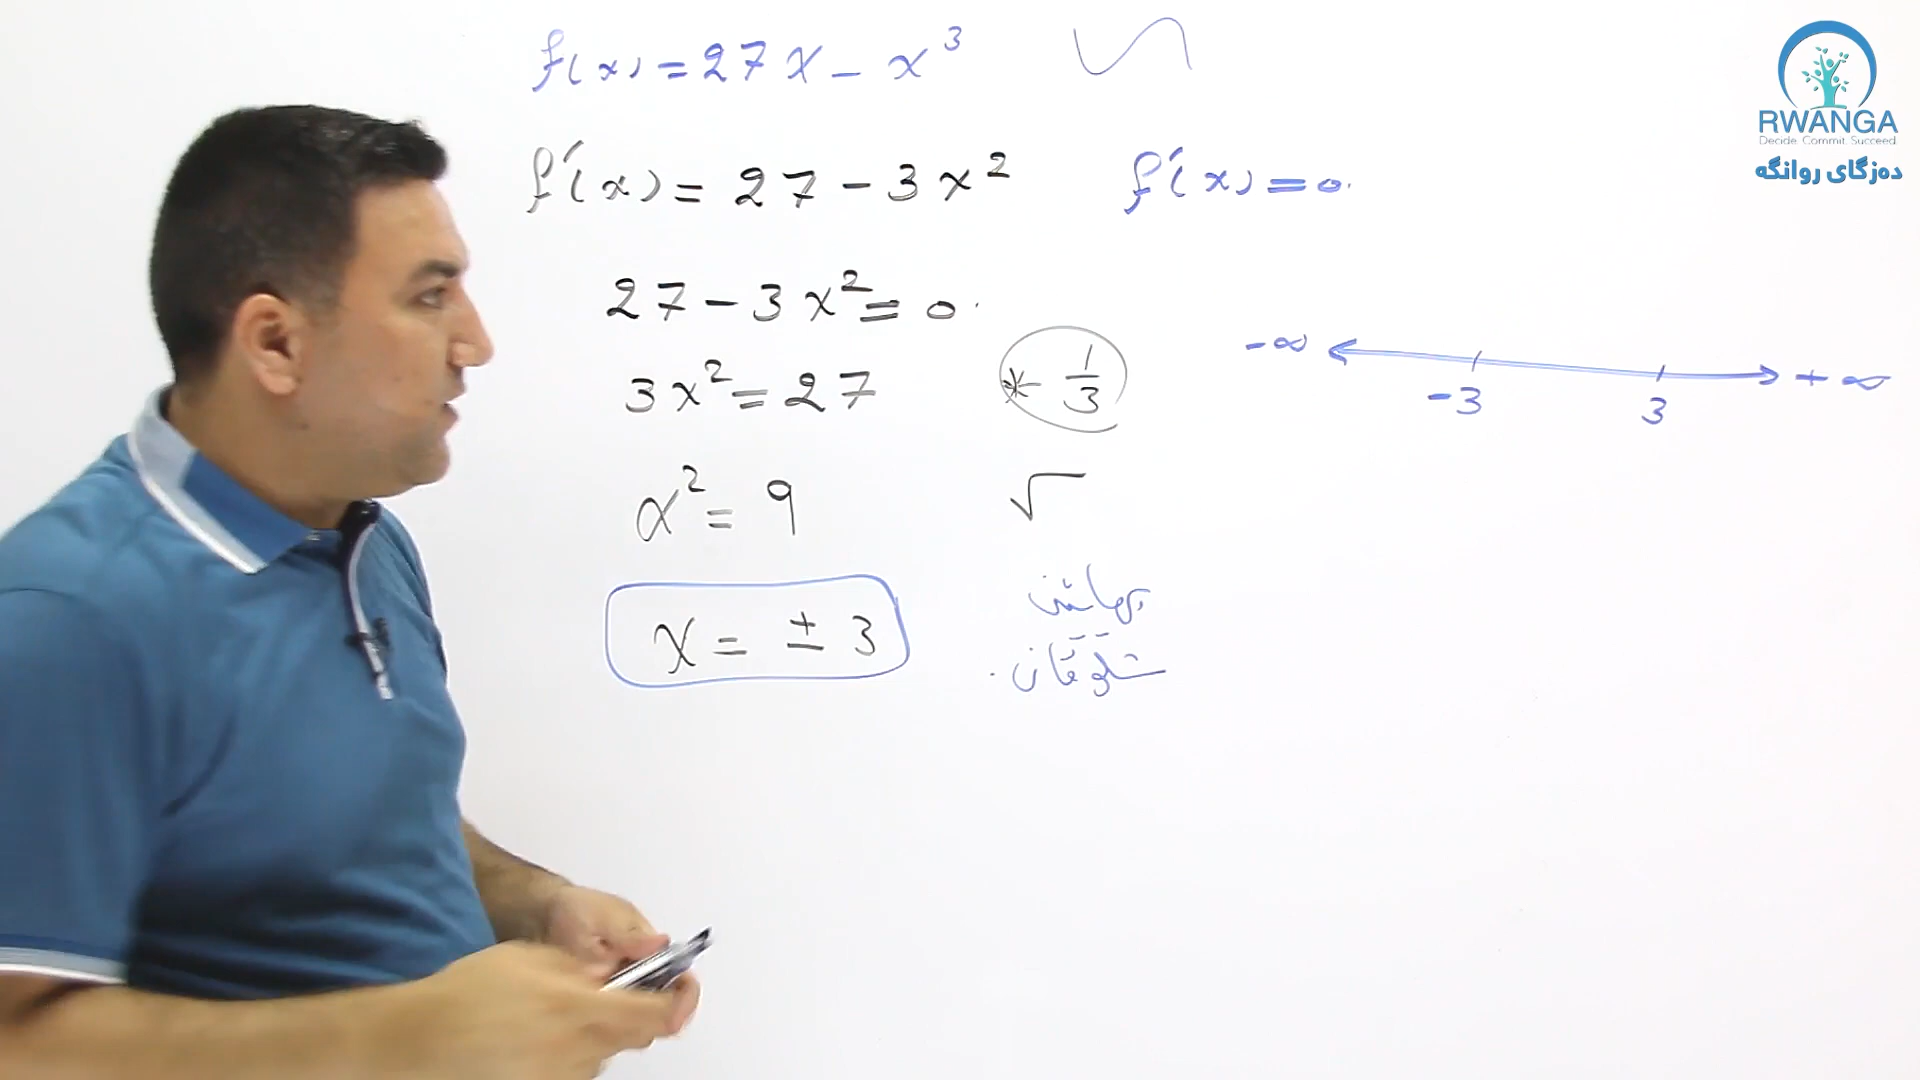 f(x) = 27x - x³
f′(x) = 27 - 3x²
f′(x) = 0.
27 - 3x² = 0
3x² = 27
* 1/3
x² = 9
√
x = ± 3
-∞
+∞
-3
3
RWANGA
Decide. Commit. Succeed.
دەزگای روانگە